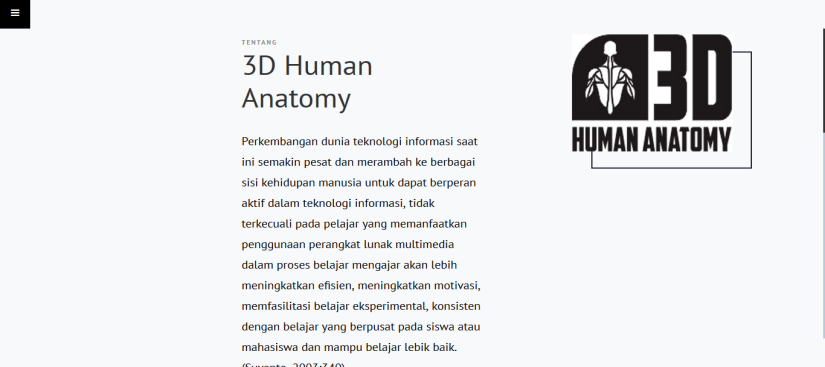 TENTANG
3D Human
Anatomy
Perkembangan dunia teknologi informasi saat
ini semakin pesat dan merambah ke berbagai
sisi kehidupan manusia untuk dapat berperan
aktif dalam teknologi informasi, tidak
terkecuali pada pelajar yang memanfaatkan
penggunaan perangkat lunak multimedia
dalam proses belajar mengajar akan lebih
meningkatkan efisien, meningkatkan motivasi,
memfasilitasi belajar eksperimental, konsisten
dengan belajar yang berpusat pada siswa atau
mahasiswa dan mampu belajar lebik baik.
3D
HUMAN ANATOMY